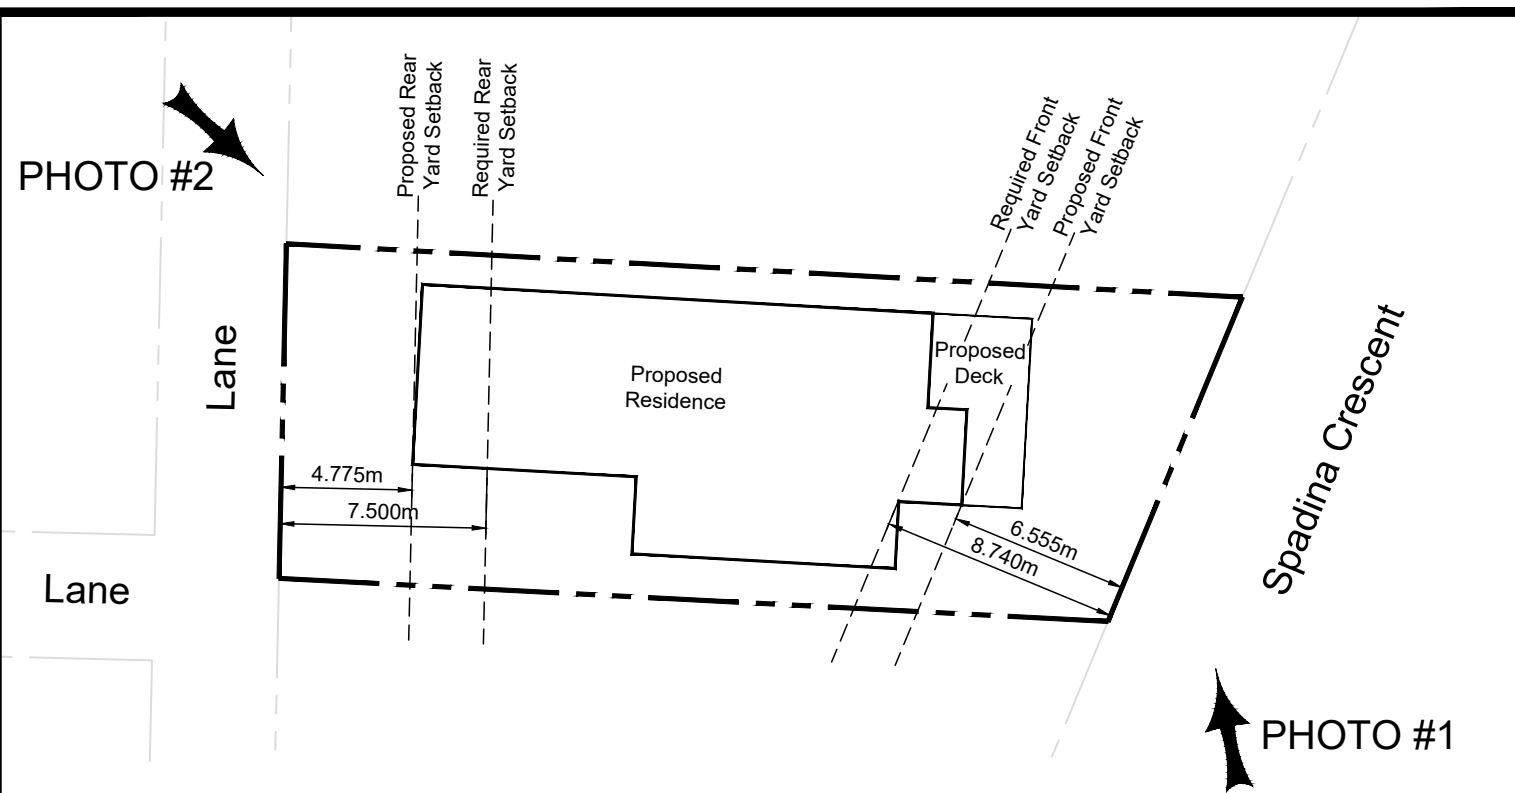 Proposed Rear
Yard Setback
Required Rear
Yard Setback
Required Front
Yard Setback
Proposed Front
Yard Setback
PHOTO #2
Lane
Proposed
Residence
Proposed
Deck
Spadina Crescent
4.775m
7.500m
6.555m
8.740m
Lane
PHOTO #1